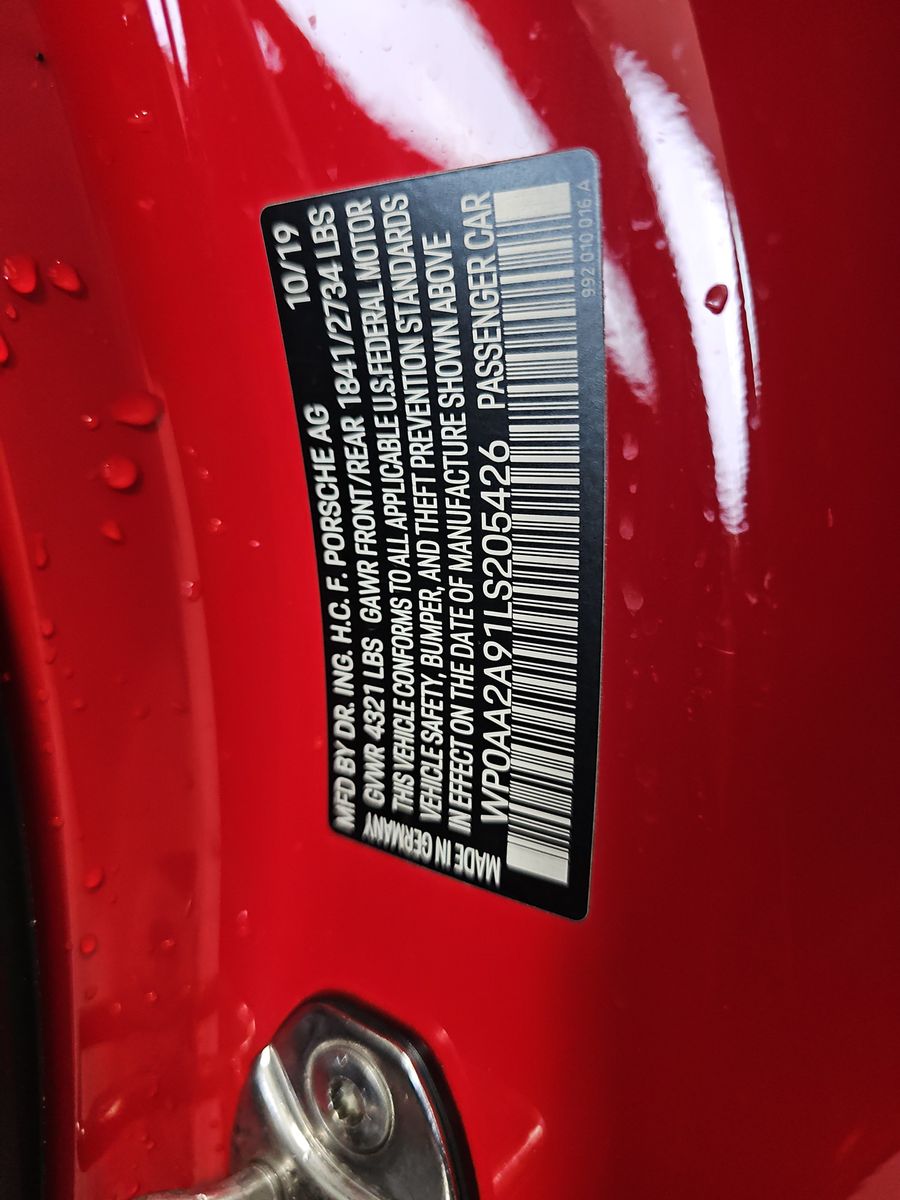 MFD BY DR. ING. H.C. F. PORSCHE AG 10/19
GVWR 4321 LBS GAWR FRONT/REAR 1841/2734 LBS
THIS VEHICLE CONFORMS TO ALL APPLICABLE U.S.FEDERAL MOTOR
VEHICLE SAFETY, BUMPER, AND THEFT PREVENTION STANDARDS
IN EFFECT ON THE DATE OF MANUFACTURE SHOWN ABOVE
WP0AA2A91LS205426 PASSENGER CAR
MADE IN GERMANY
992 010 016 A